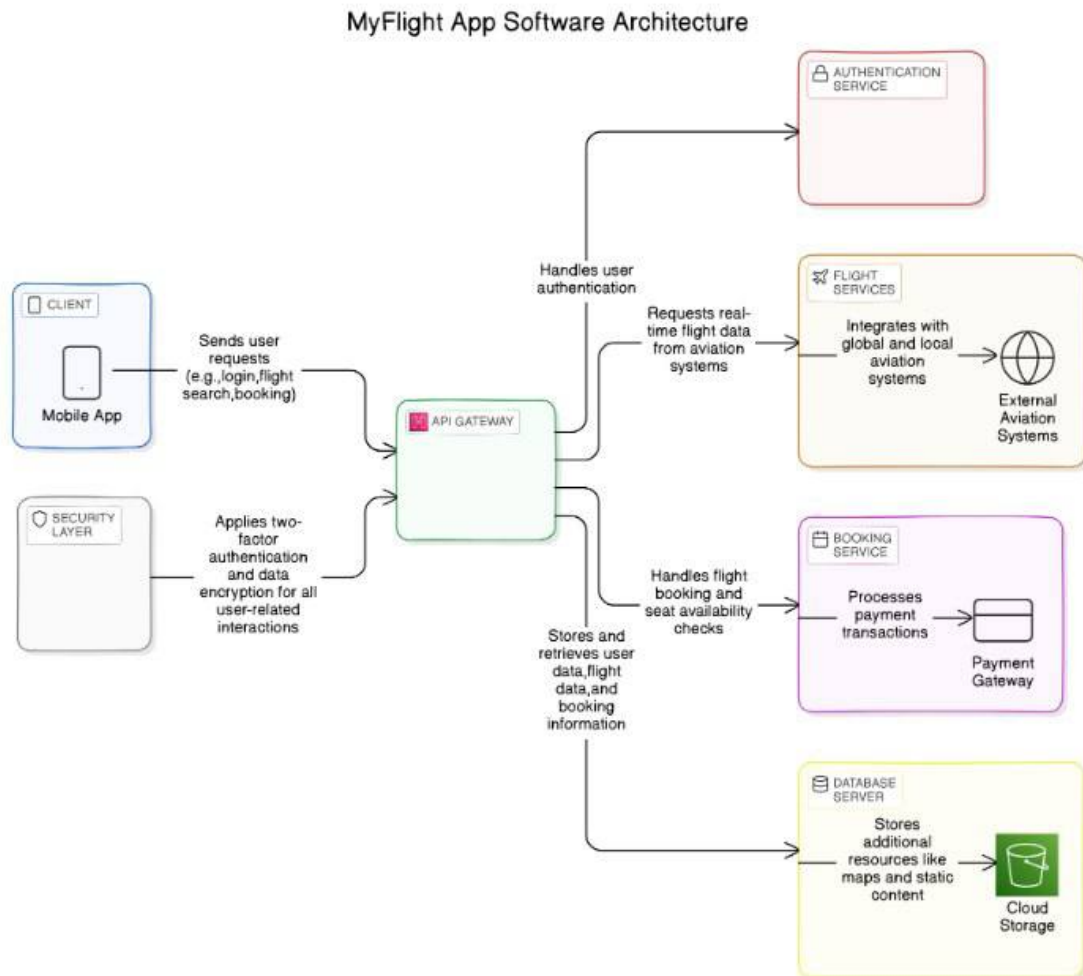 MyFlight App Software Architecture
AUTHENTICATION
SERVICE
Handles user
authentication
FLIGHT
SERVICES
Requests real-
time flight data
from aviation
systems
Integrates with
global and local
aviation
systems
External
Aviation
Systems
CLIENT
Mobile App
Sends user
requests
(e.g.,login,flight
search,booking)
API GATEWAY
SECURITY
LAYER
Applies two-
factor
authentication
and data
encryption for all
user-related
interactions
BOOKING
SERVICE
Handles flight
booking and
seat availability
checks
Processes
payment
transactions
Payment
Gateway
Stores and
retrieves user
data,flight
data,and
booking
information
DATABASE
SERVER
Stores
additional
resources like
maps and static
content
Cloud
Storage